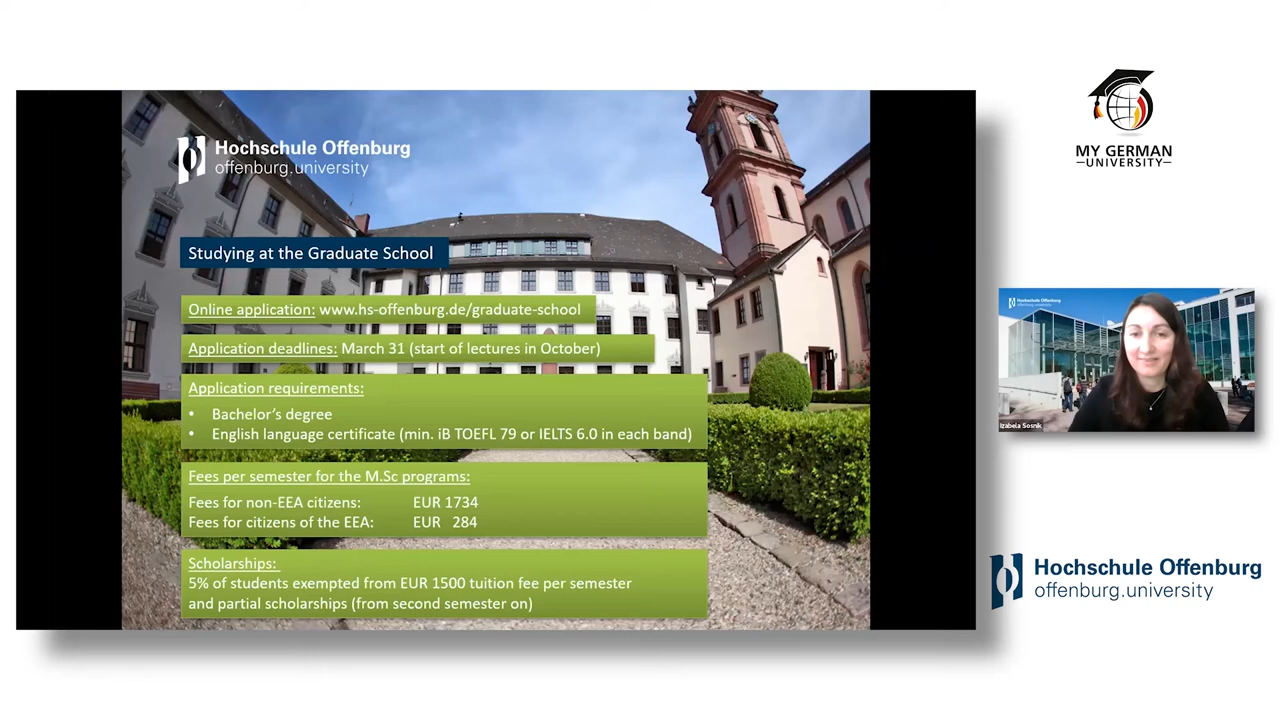 Hochschule Offenburg
offenburg.university
Studying at the Graduate School
Online application: www.hs-offenburg.de/graduate-school
Application deadlines: March 31 (start of lectures in October)
Application requirements:
• Bachelor's degree
• English language certificate (min. iB TOEFL 79 or IELTS 6.0 in each band)
Fees per semester for the M.Sc programs:
Fees for non-EEA citizens: EUR 1734
Fees for citizens of the EEA: EUR 284
Scholarships:
5% of students exempted from EUR 1500 tuition fee per semester
and partial scholarships (from second semester on)
MY GERMAN
UNIVERSITY
Hochschule Offenburg
offenburg.university
Izabela Sosnik
Hochschule Offenburg
offenburg.university